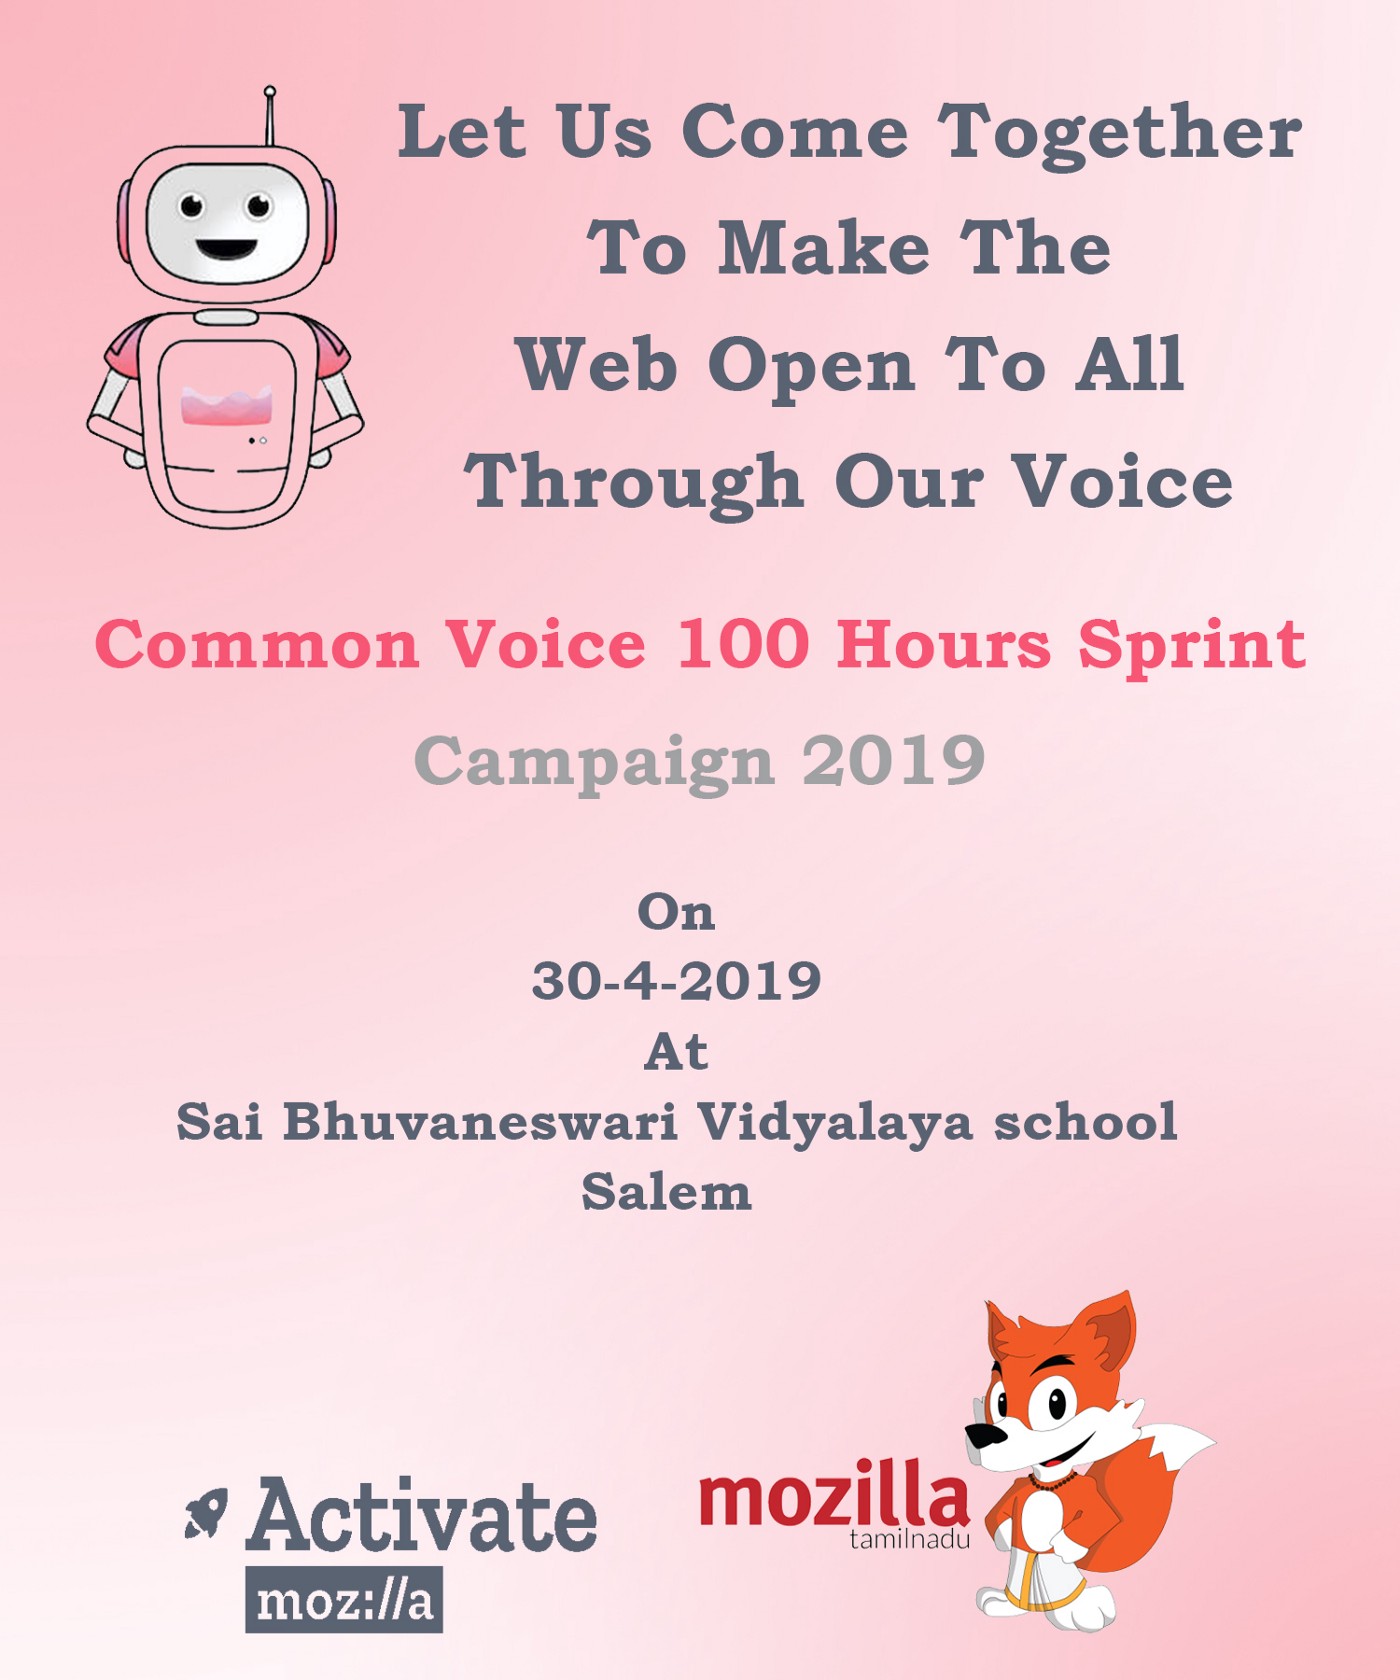 Let Us Come Together
To Make The
Web Open To All
Through Our Voice
Common Voice 100 Hours Sprint
Campaign 2019
On
30-4-2019
At
Sai Bhuvaneswari Vidyalaya school
Salem
Activate
moz://a
mozilla
tamilnadu